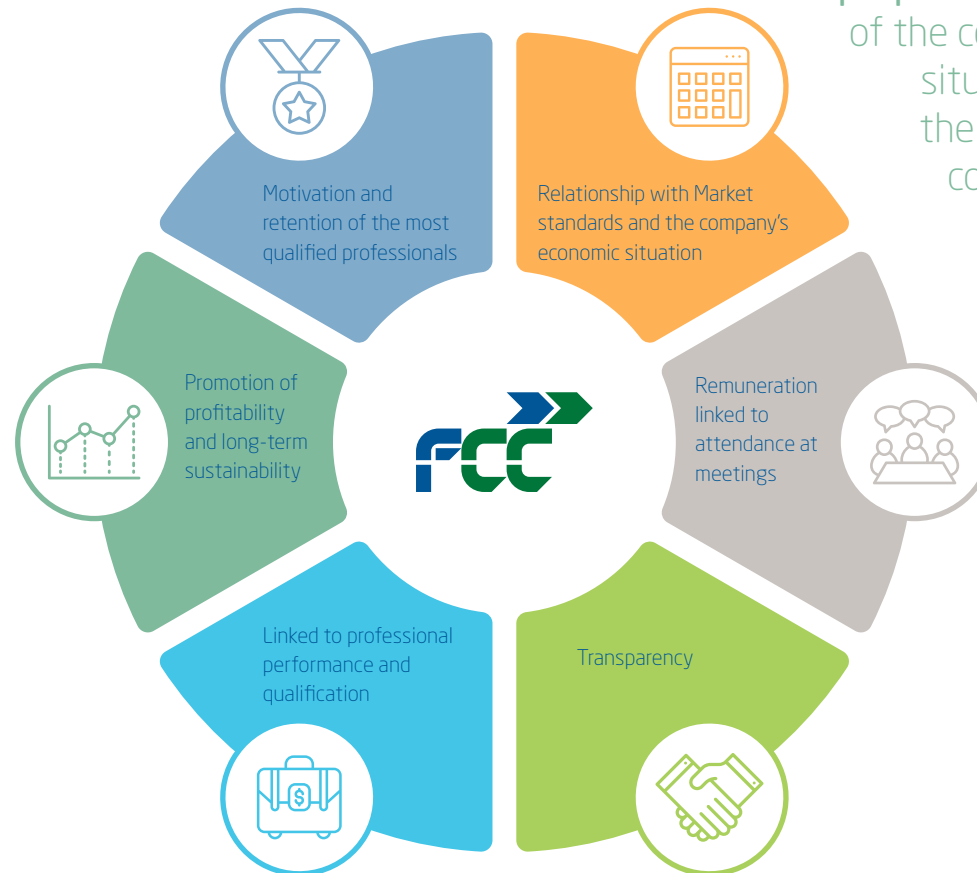 of the
situ
the
co
Motivation and
retention of the most
qualified professionals
Relationship with Market
standards and the company's
economic situation
Promotion of
profitability
and long-term
sustainability
Remuneration
linked to
attendance at
meetings
FCC
Linked to professional
performance and
qualification
$
Transparency